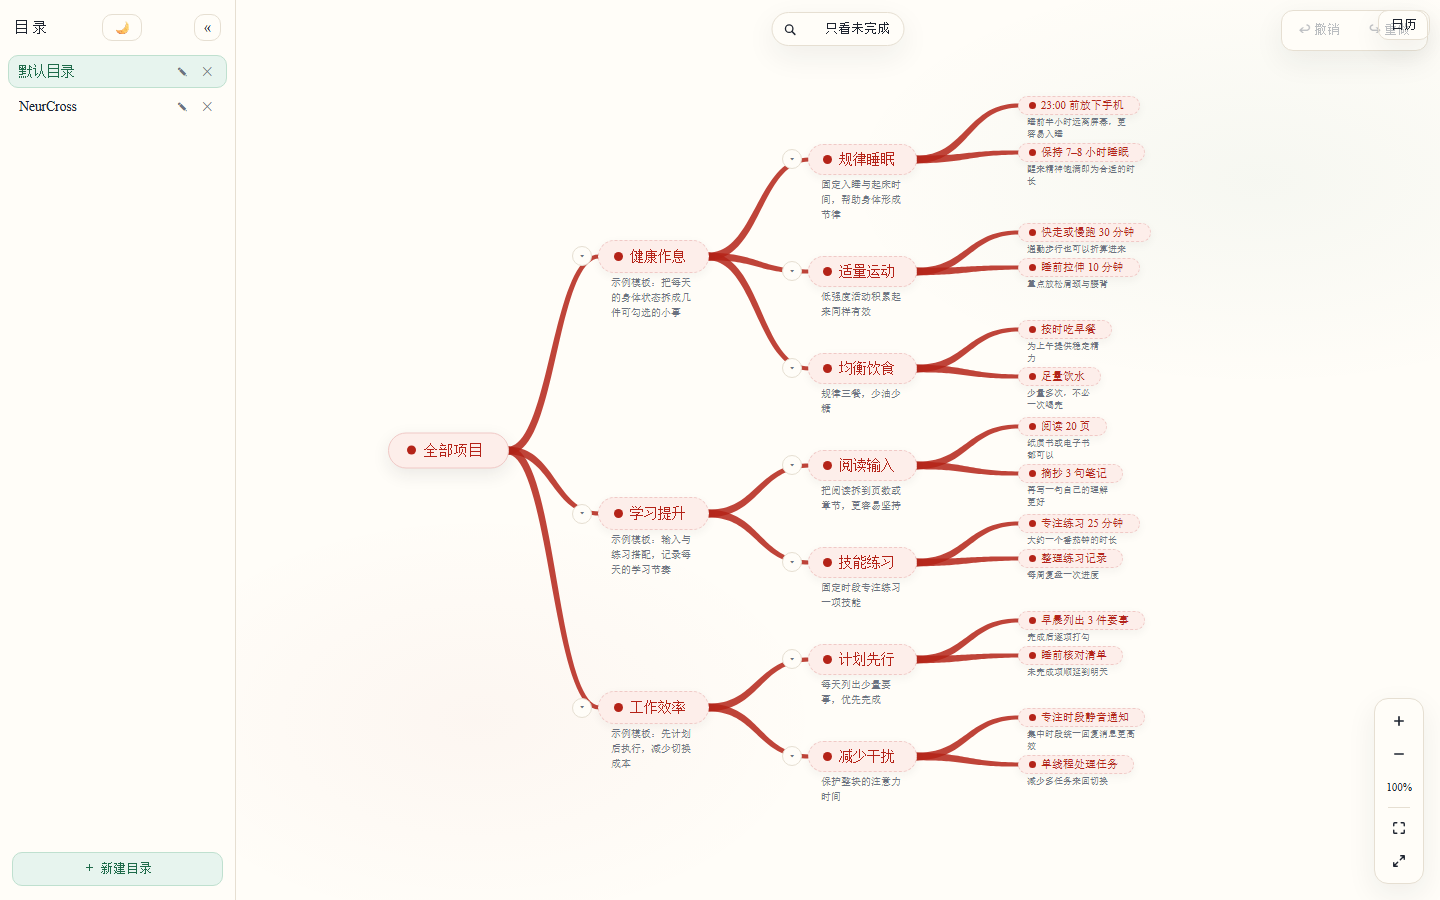 目录
«
默认目录
NeurCross
+ 新建目录
只看未完成
撤销
日历
全部项目
健康作息
示例模板：把每天
的身体状态拆成几
件可勾选的小事
规律睡眠
固定入睡与起床时
间，帮助身体形成
节律
23:00 前放下手机
睡前半小时远离屏幕，更
容易入睡
保持 7–8 小时睡眠
醒来精神饱满即为合适的时
长
适量运动
低强度活动积累起
来同样有效
快走或慢跑 30 分钟
通勤步行也可以折算进来
睡前拉伸 10 分钟
重点放松肩颈与腰背
均衡饮食
规律三餐，少油少
糖
按时吃早餐
为上午提供稳定精
力
足量饮水
少量多次，不必
一次喝完
学习提升
示例模板：输入与
练习搭配，记录每
天的学习节奏
阅读输入
把阅读拆到页数或
章节，更容易坚持
阅读 20 页
纸质书或电子书
都可以
摘抄 3 句笔记
再写一句自己的理解
更好
技能练习
固定时段专注练习
一项技能
专注练习 25 分钟
大约一个番茄钟的时长
整理练习记录
每周复盘一次进度
工作效率
示例模板：先计划
后执行，减少切换
成本
计划先行
每天列出少量要
事，优先完成
早晨列出 3 件要事
完成后逐项打勾
睡前核对清单
未完成项顺延到明天
减少干扰
保护整块的注意力
时间
专注时段静音通知
集中时段统一回复消息更高
效
单线程处理任务
减少多任务来回切换
+
−
100%